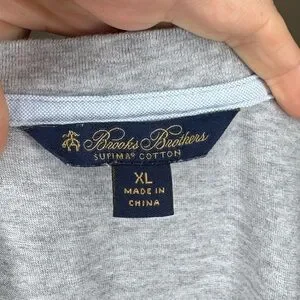 Brooks Brothers
SUPIMA® COTTON
XL
MADE IN
CHINA